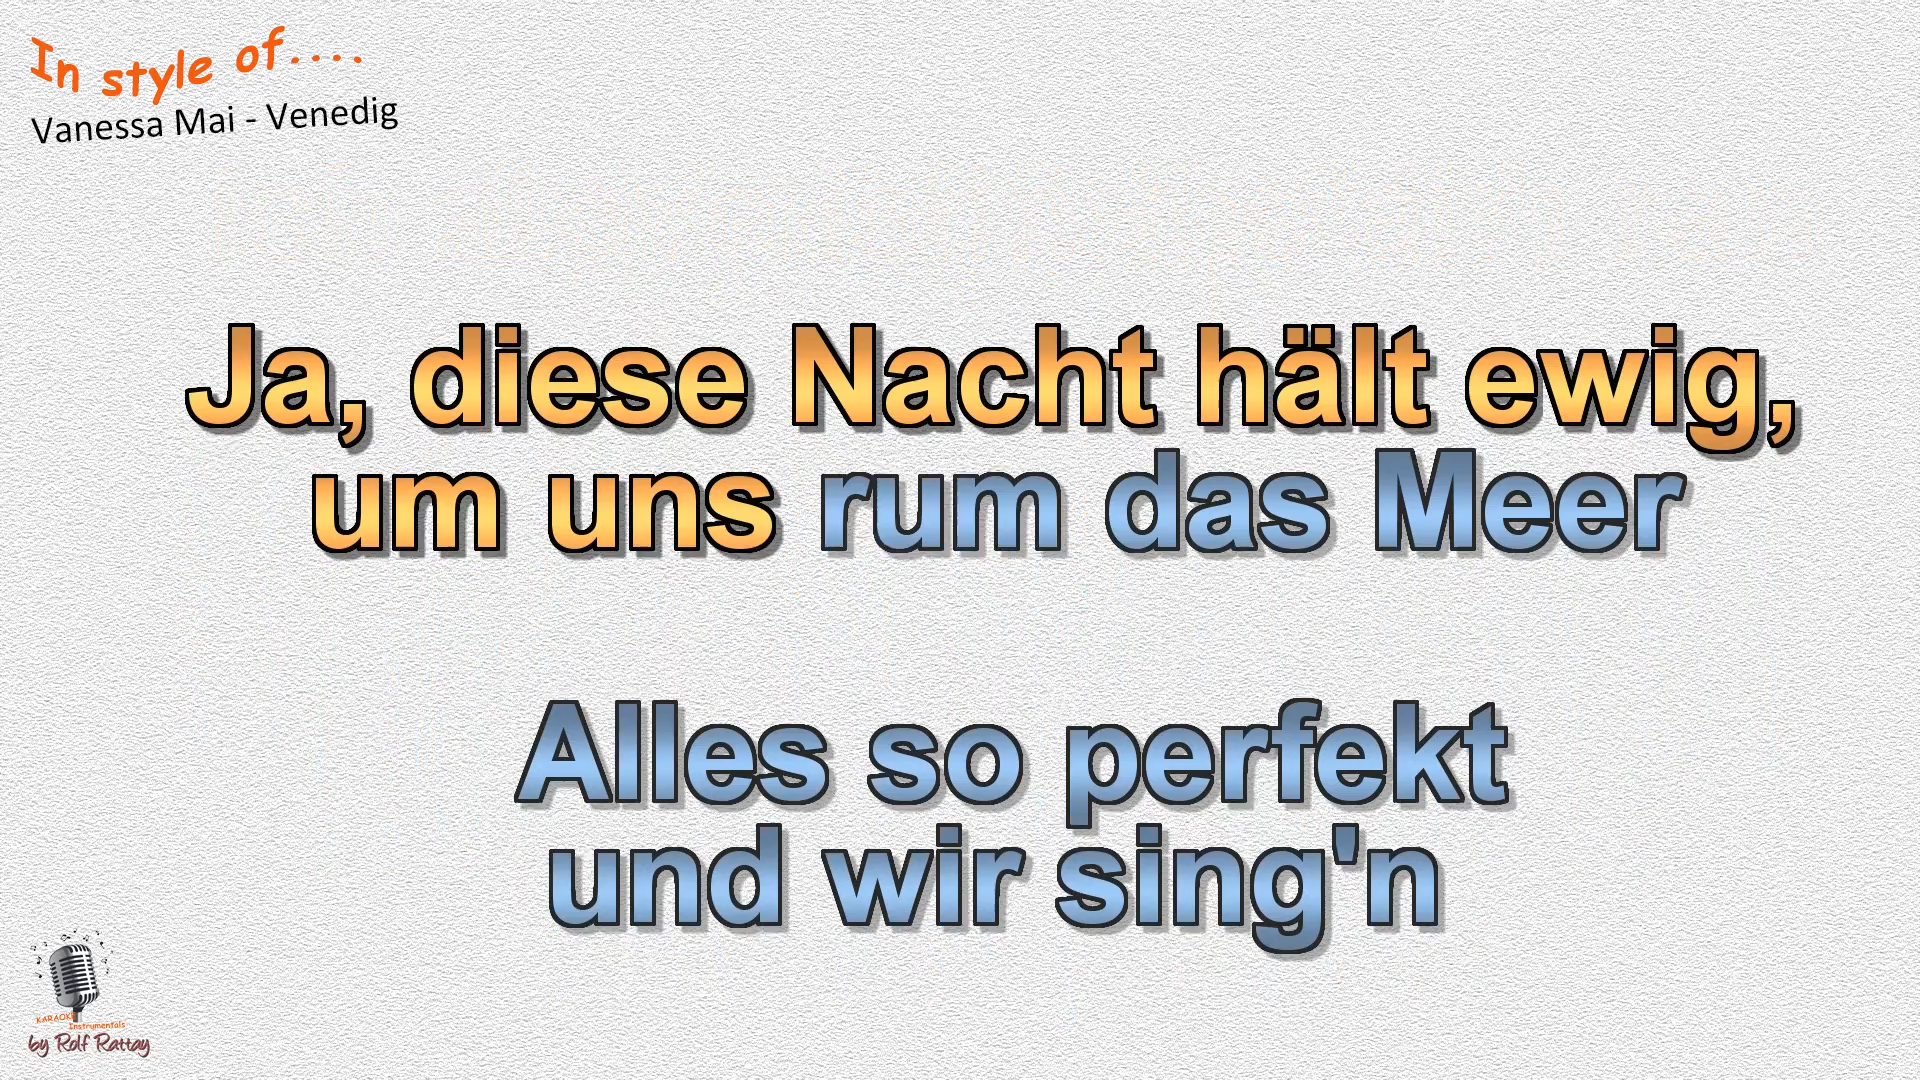 In style of....
Vanessa Mai - Venedig
Ja, diese Nacht hält ewig,
um uns rum das Meer
Alles so perfekt
und wir sing'n
KARAOKE
Instrumentals
by Rolf Rattay